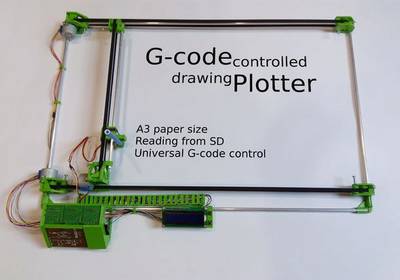 G-code controlled
drawing Plotter
A3 paper size
Reading from SD
Universal G-code control